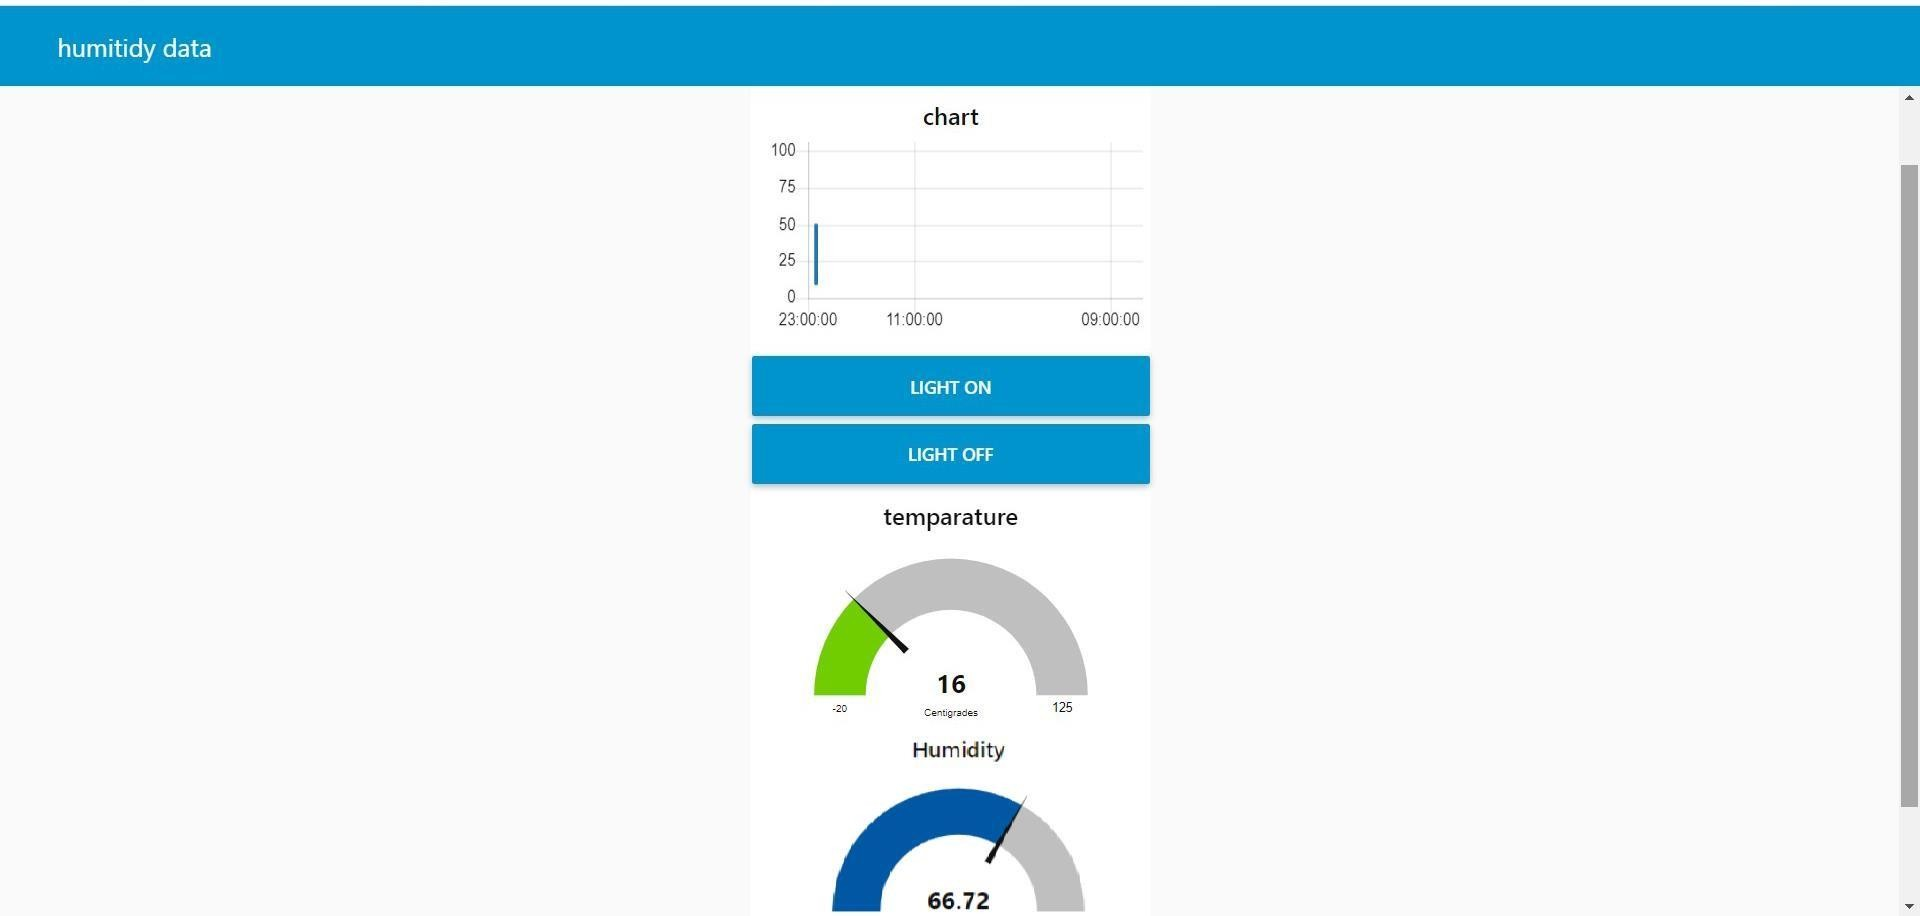 humitidy data
chart
100
75
50
25
0
23:00:00 11:00:00 09:00:00
LIGHT ON
LIGHT OFF
temparature
16
-20 Centigrades 125
Humidity
66.72